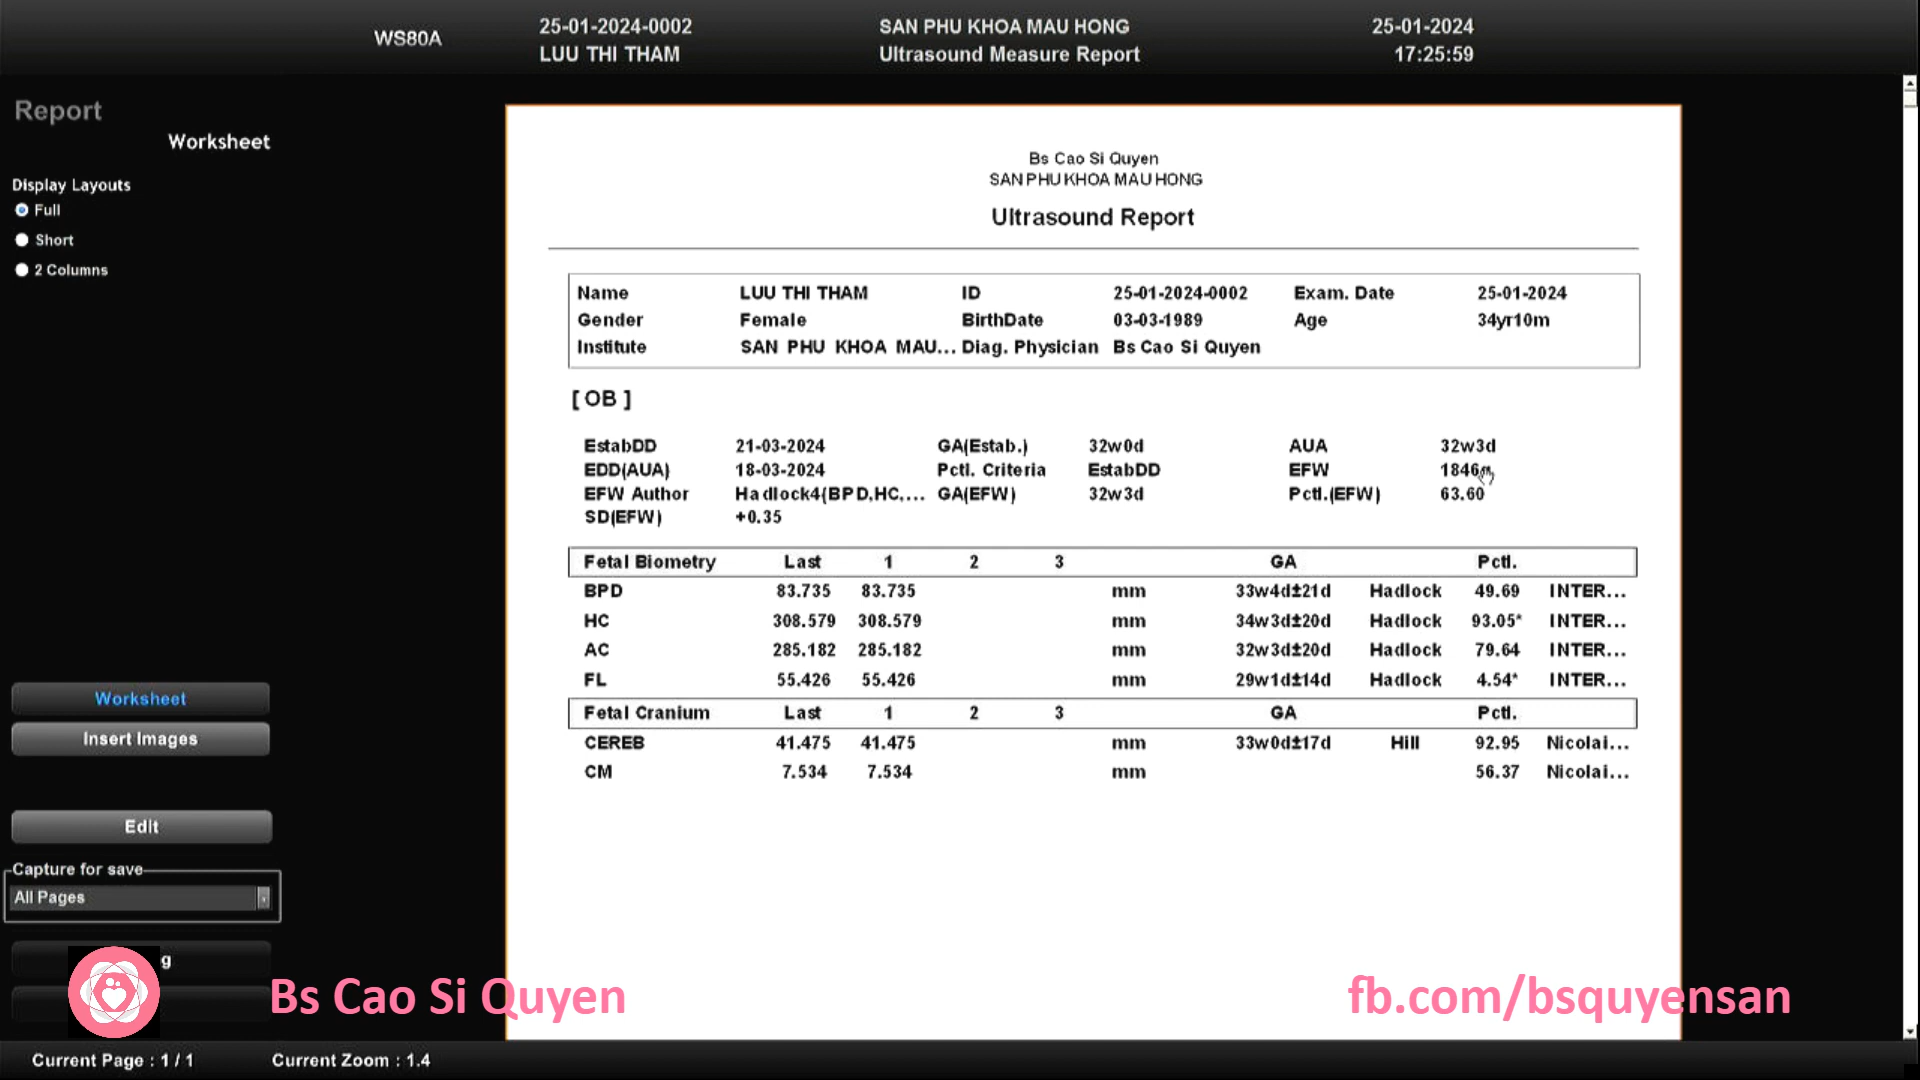 WS80A
25-01-2024-0002
LUU THI THAM
SAN PHU KHOA MAU HONG
Ultrasound Measure Report
25-01-2024
17:25:59
Report
Worksheet
Display Layouts
Full
Short
2 Columns
Bs Cao Si Quyen
SAN PHU KHOA MAU HONG
Ultrasound Report
Name LUU THI THAM ID 25-01-2024-0002 Exam. Date 25-01-2024
Gender Female BirthDate 03-03-1989 Age 34yr10m
Institute SAN PHU KHOA MAU... Diag. Physician Bs Cao Si Quyen
[ OB ]
EstabDD 21-03-2024 GA(Estab.) 32w0d AUA 32w3d
EDD(AUA) 18-03-2024 Pctl. Criteria EstabDD EFW 1846
EFW Author Hadlock4(BPD,HC,... GA(EFW) 32w3d Pctl.(EFW) 63.60
SD(EFW) +0.35
Fetal Biometry Last 1 2 3 GA Pctl.
BPD 83.735 83.735 mm 33w4d±21d Hadlock 49.69 INTER...
HC 308.579 308.579 mm 34w3d±20d Hadlock 93.05* INTER...
AC 285.182 285.182 mm 32w3d±20d Hadlock 79.64 INTER...
FL 55.426 55.426 mm 29w1d±14d Hadlock 4.54* INTER...
Fetal Cranium Last 1 2 3 GA Pctl.
CEREB 41.475 41.475 mm 33w0d±17d Hill 92.95 Nicolai...
CM 7.534 7.534 mm 56.37 Nicolai...
Worksheet
Insert Images
Edit
Capture for save
All Pages
g
Bs Cao Si Quyen
fb.com/bsquyensan
Current Page : 1 / 1 Current Zoom : 1.4